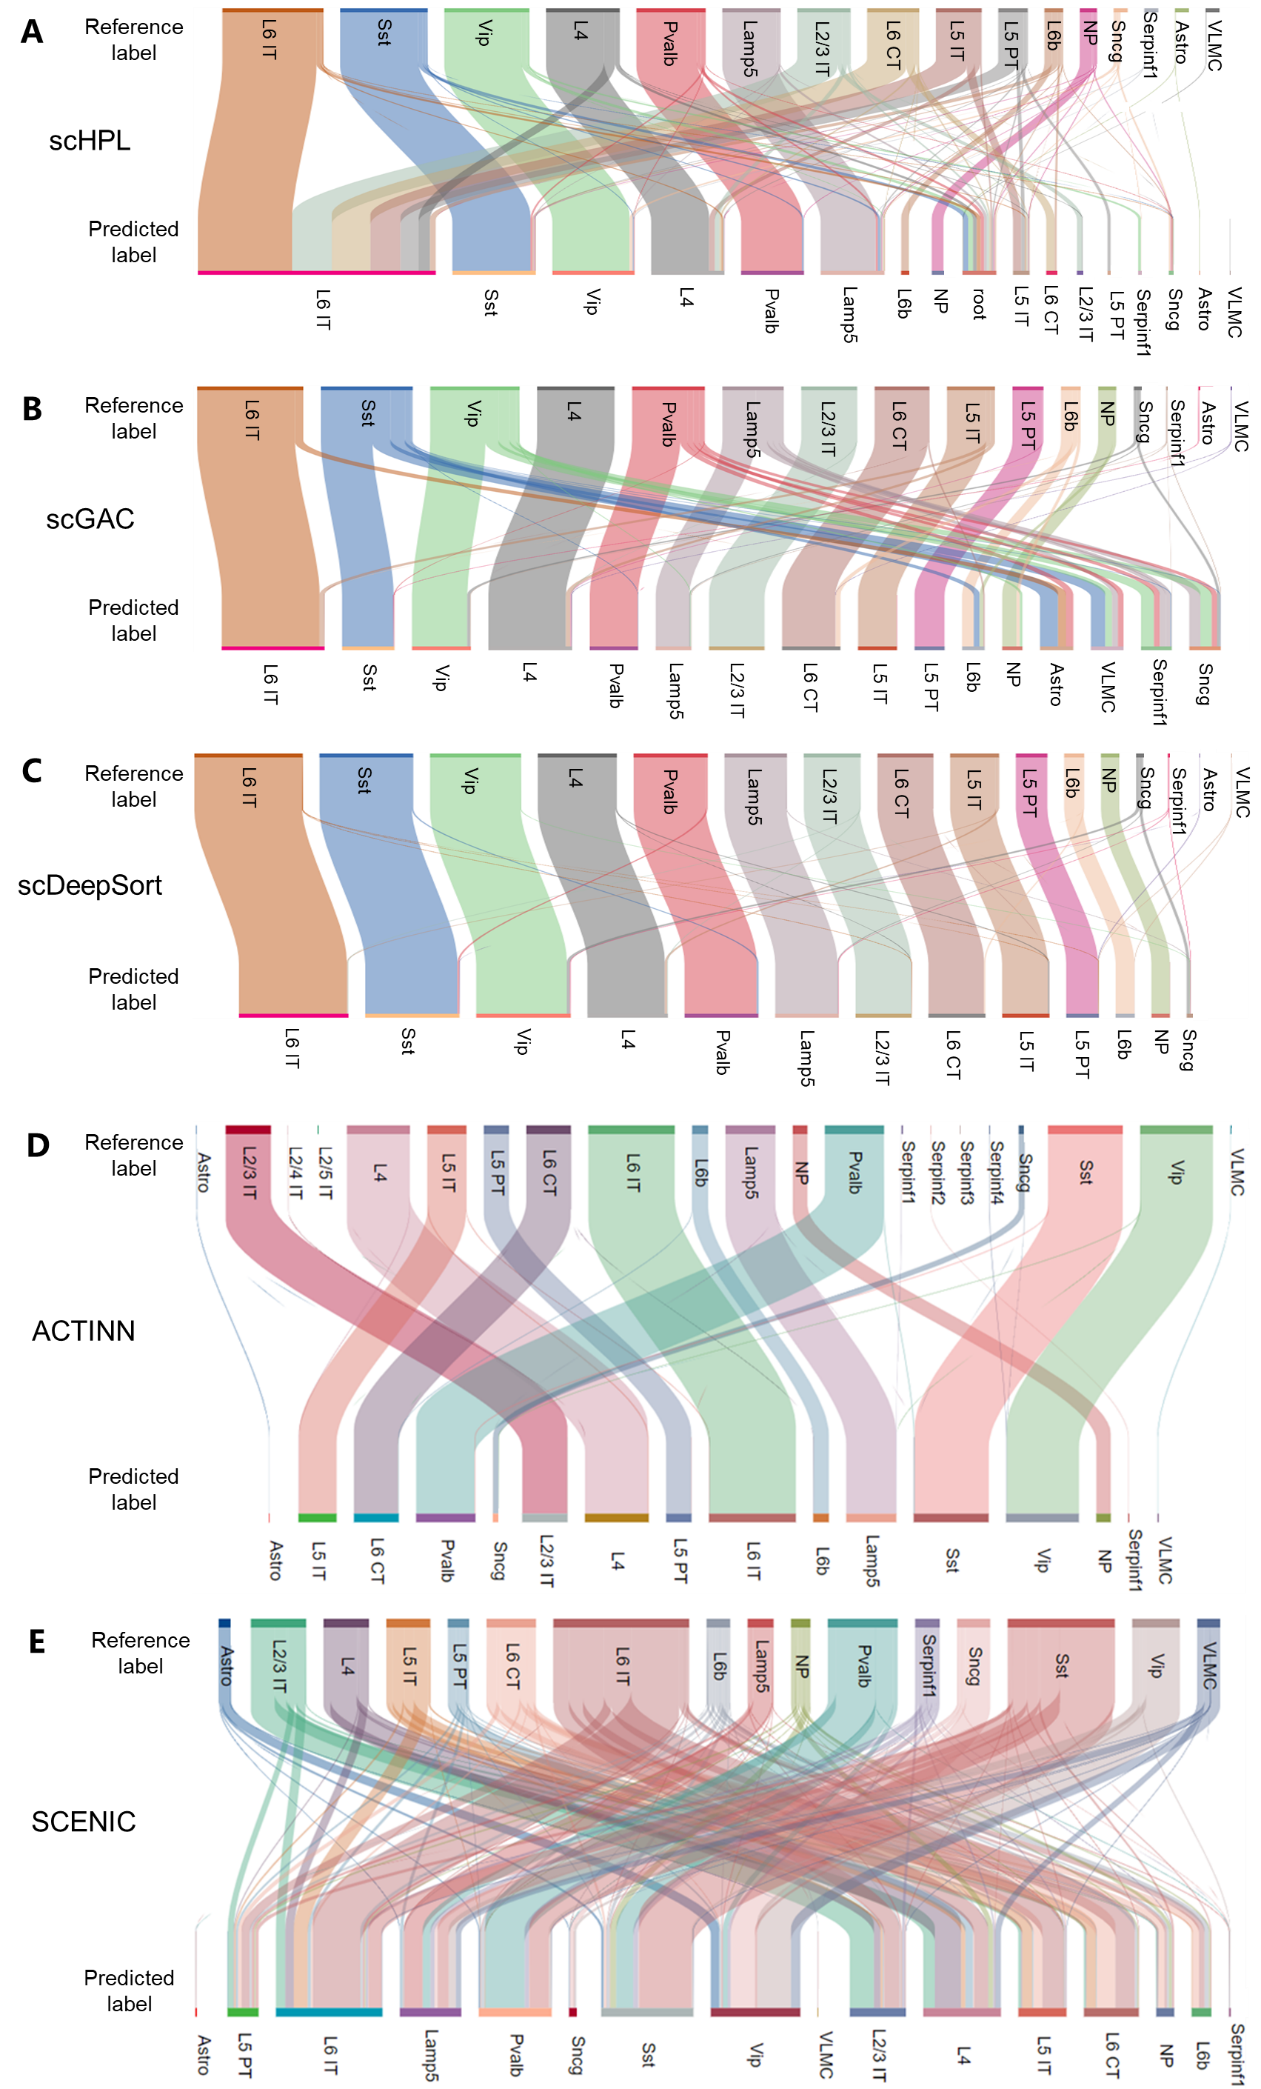 A
Reference
label
L6 IT
Sst
Vip
L4
Pvalb
Lamp5
L2/3 IT
L6 CT
L5 IT
L5 PT
L6b
NP
Sncg
Serpinf1
Astro
VLMC
scHPL
Predicted
label
L6 IT
Sst
Vip
L4
Pvalb
Lamp5
L6b
NP
root
L5 IT
L6 CT
L2/3 IT
L5 PT
Serpinf1
Sncg
Astro
VLMC
B
Reference
label
L6 IT
Sst
Vip
L4
Pvalb
Lamp5
L2/3 IT
L6 CT
L5 IT
L5 PT
L6b
NP
Sncg
Serpinf1
Astro
VLMC
scGAC
Predicted
label
L6 IT
Sst
Vip
L4
Pvalb
Lamp5
L2/3 IT
L6 CT
L5 IT
L5 PT
L6b
NP
Astro
VLMC
Serpinf1
Sncg
C
Reference
label
L6 IT
Sst
Vip
L4
Pvalb
Lamp5
L2/3 IT
L6 CT
L5 IT
L5 PT
L6b
NP
Sncg
Serpinf1
Astro
VLMC
scDeepSort
Predicted
label
L6 IT
Sst
Vip
L4
Pvalb
Lamp5
L2/3 IT
L6 CT
L5 IT
L5 PT
L6b
NP
Sncg
D
Reference
label
Astro
L2/3 IT
L2/4 IT
L2/5 IT
L4
L5 IT
L5 PT
L6 CT
L6 IT
L6b
Lamp5
NP
Pvalb
Serpinf1
Serpinf2
Serpinf3
Serpinf4
Sncg
Sst
Vip
VLMC
ACTINN
Predicted
label
Astro
L5 IT
L6 CT
Pvalb
Sncg
L2/3 IT
L4
L5 PT
L6 IT
L6b
Lamp5
Sst
Vip
NP
Serpinf1
VLMC
E
Reference
label
Astro
L2/3 IT
L4
L5 IT
L5 PT
L6 CT
L6 IT
L6b
Lamp5
NP
Pvalb
Serpinf1
Sncg
Sst
Vip
VLMC
SCENIC
Predicted
label
Astro
L5 PT
L6 IT
Lamp5
Pvalb
Sncg
Sst
Vip
VLMC
L2/3 IT
L4
L5 IT
L6 CT
NP
L6b
Serpinf1